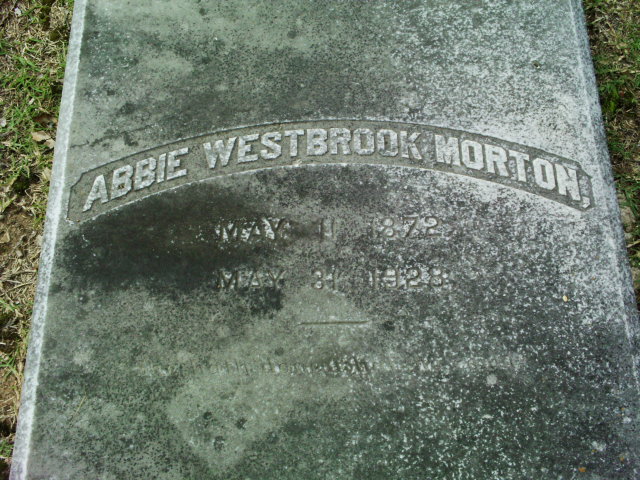 ABBIE WESTBROOK MORTON,
MAY 11 1872
MAY 31 1928